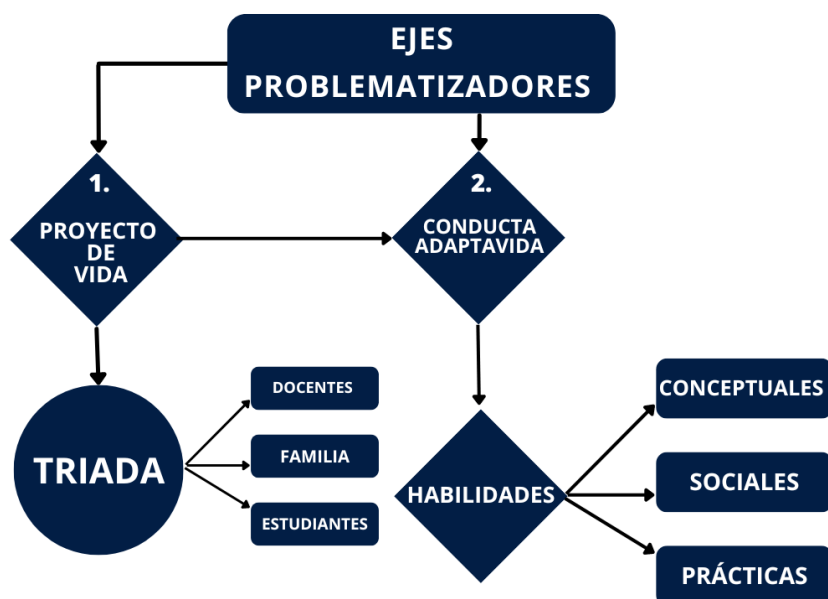 EJES
PROBLEMATIZADORES
1.
PROYECTO
DE
VIDA
2.
CONDUCTA
ADAPTAVIDA
TRIADA
DOCENTES
FAMILIA
ESTUDIANTES
HABILIDADES
CONCEPTUALES
SOCIALES
PRÁCTICAS